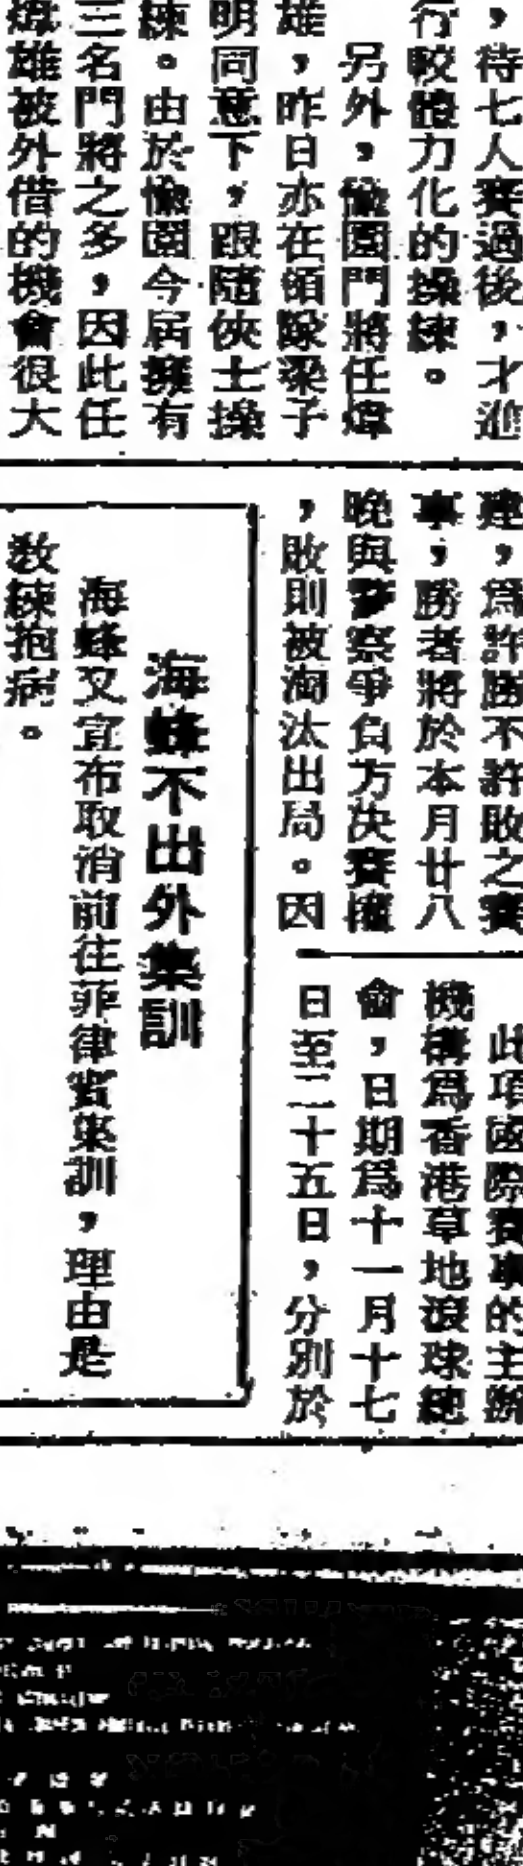 ，待七人賽過後，才進
行較體力化的操練。
另外，愉園門將任煒
雄，昨日亦在領隊梁子
明同意下，跟隨俠士操
練。由於愉園今屆擁有
三名門將之多，因此任
煒雄被外借的機會很大
建，爲許勝不許敗之賽
事，勝者將於本月廿八
晚與警察爭負方決賽權
，敗則被淘汰出局。因
此項國際賽事的主辦
機構爲香港草地滾球總
會，日期爲十一月十七
日至二十五日，分別於
海蜂不出外集訓
海蜂又宣布取消前往菲律賓集訓，理由是
教練抱病。